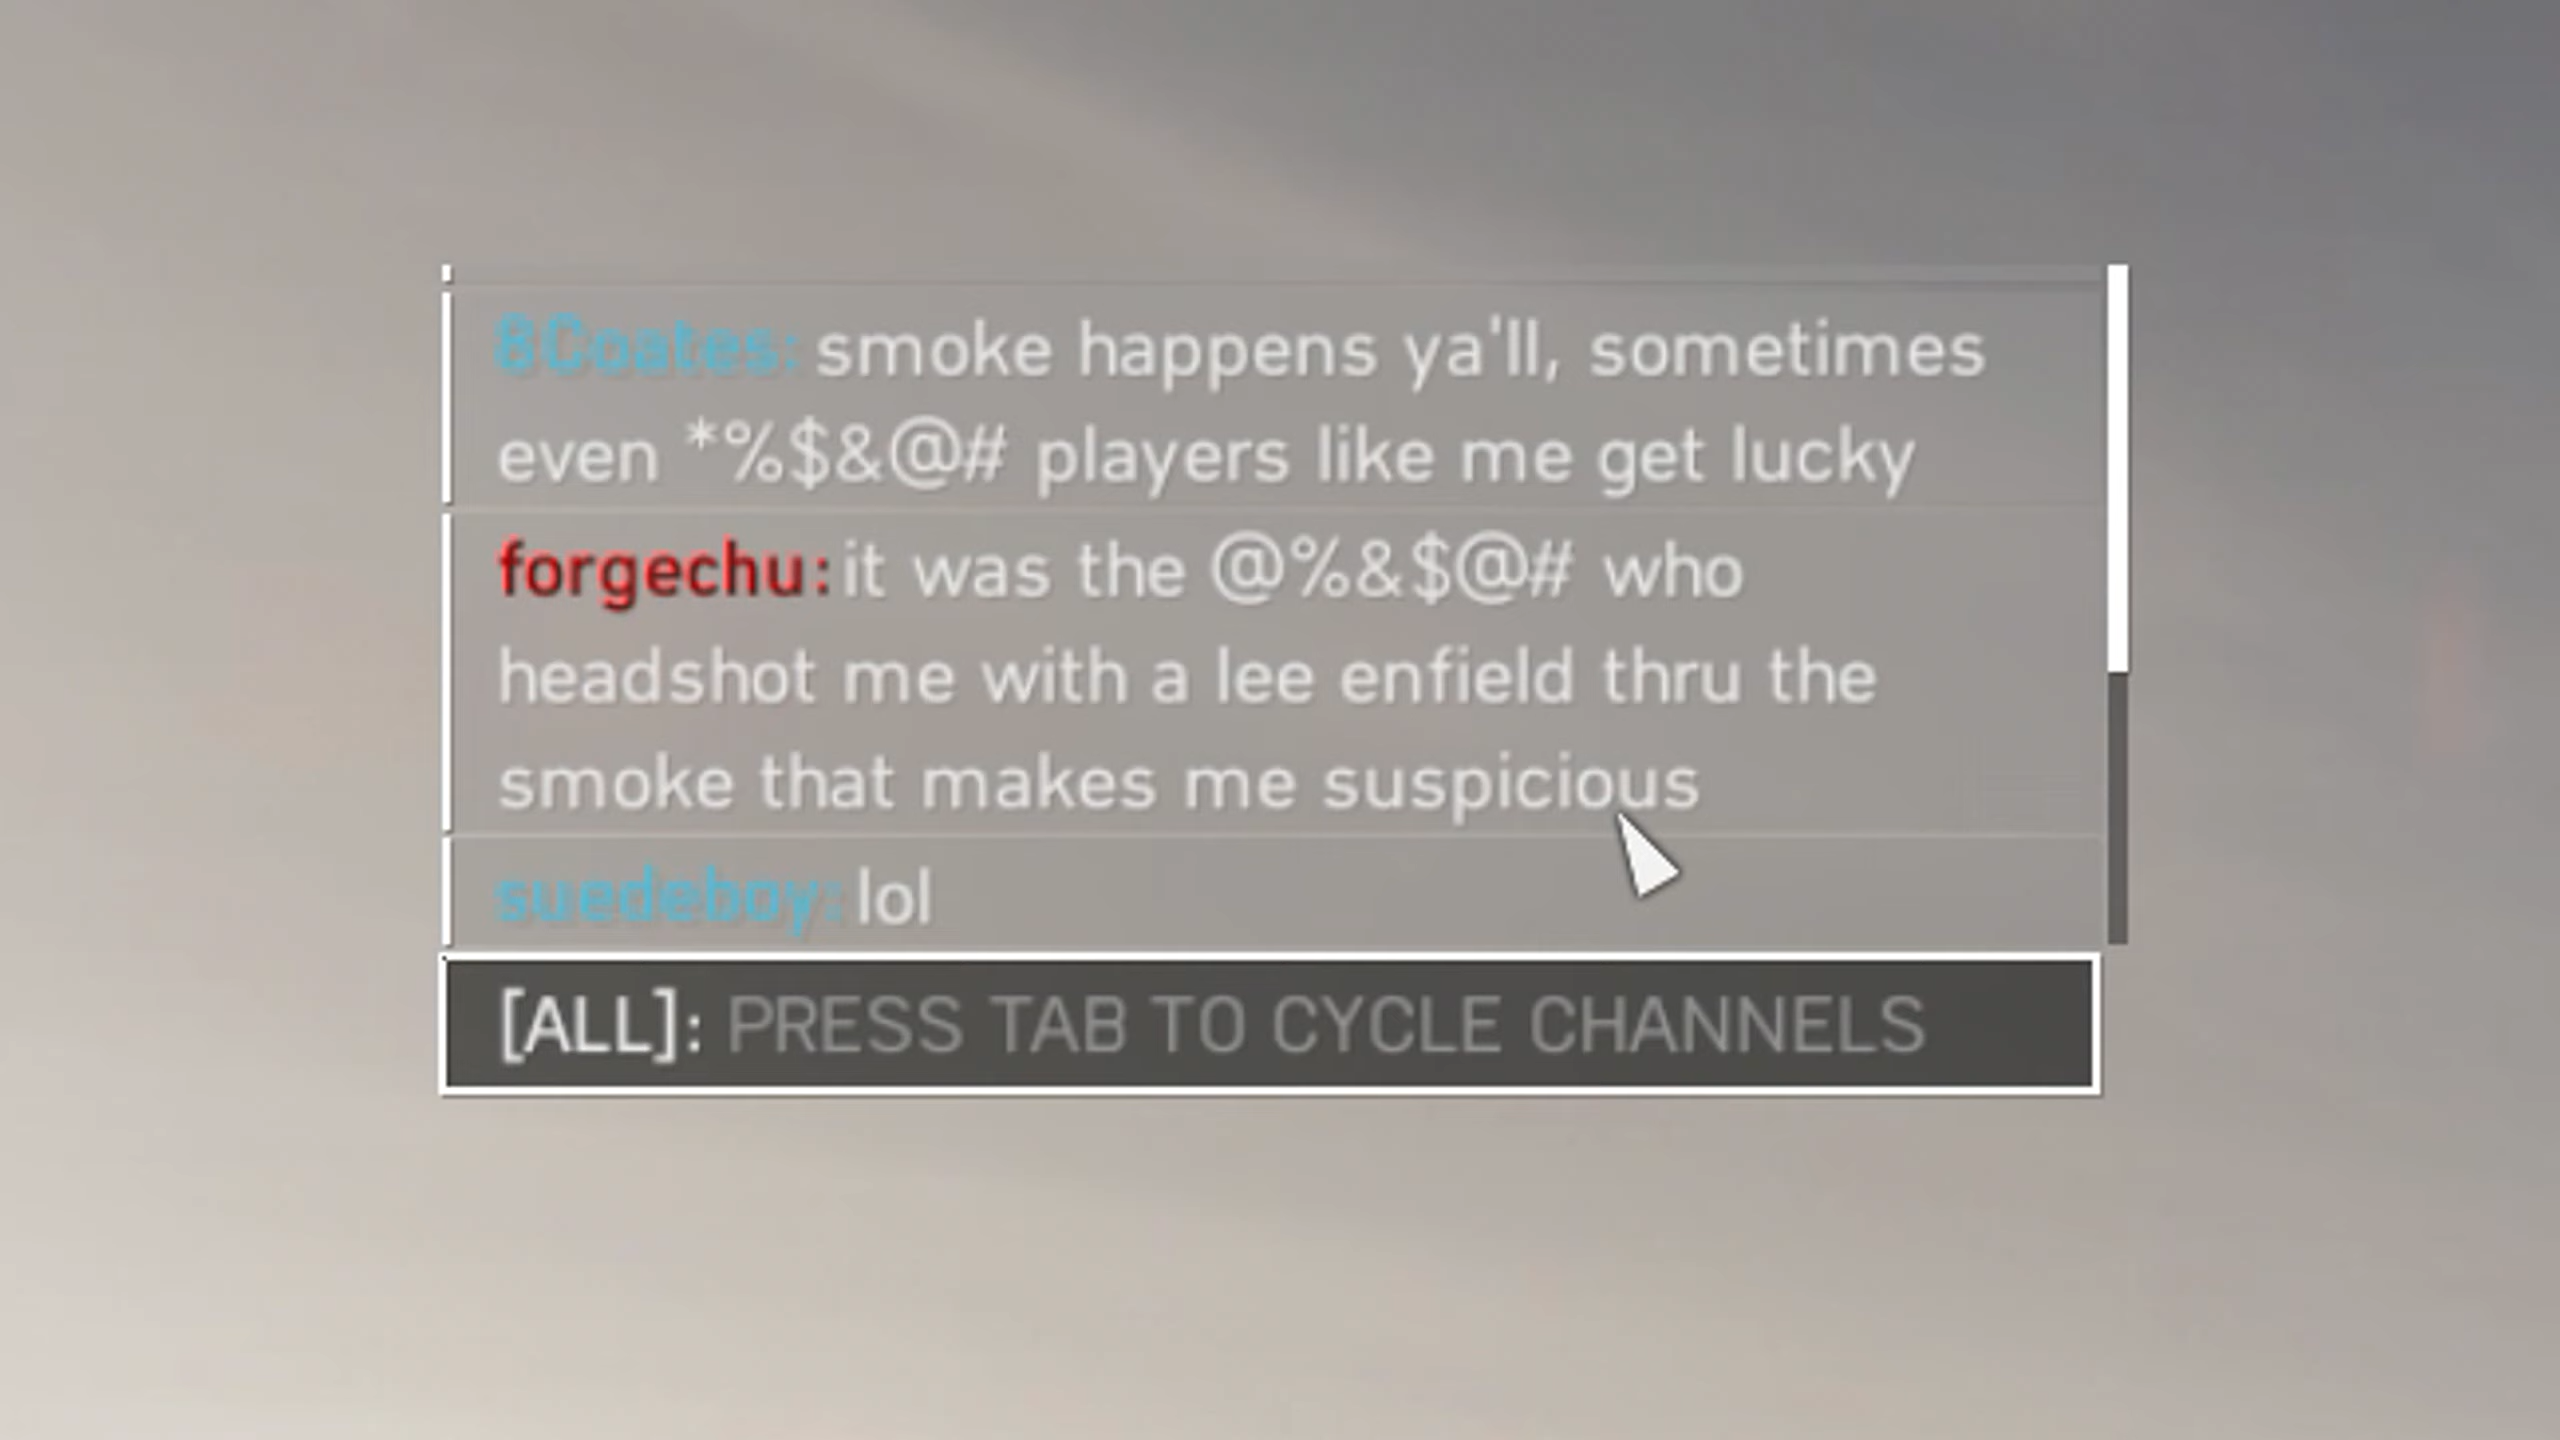 8Coates: smoke happens ya'll, sometimes
even *%$&@# players like me get lucky
forgechu: it was the @%&$@# who
headshot me with a lee enfield thru the
smoke that makes me suspicious
suedeboy: lol
[ALL]: PRESS TAB TO CYCLE CHANNELS